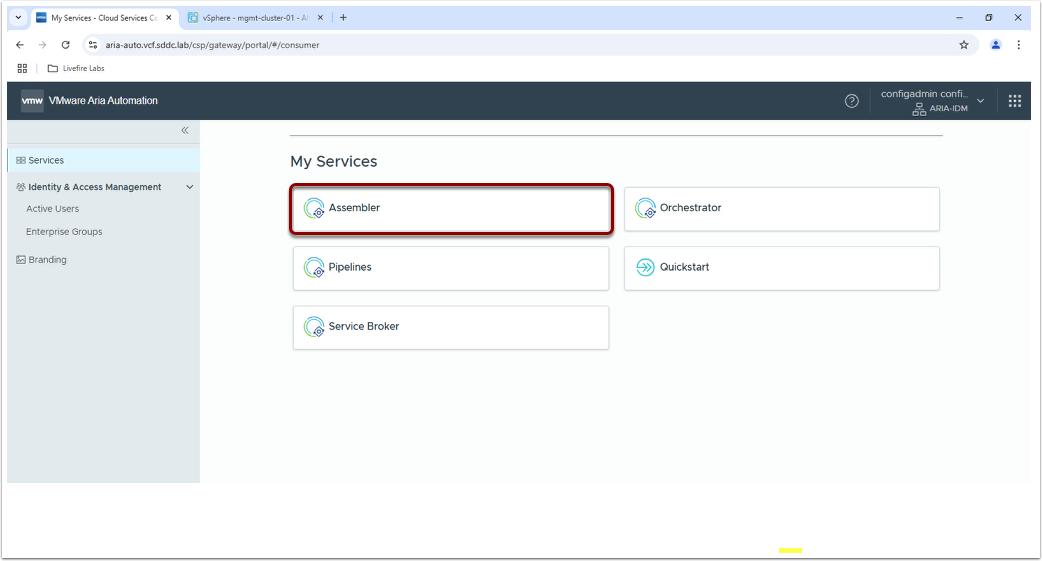 My Services - Cloud Services Co
vSphere - mgmt-cluster-01 - A
aria-auto.vcf.sddc.lab/csp/gateway/portal/#/consumer
Livefire Labs
vmw VMware Aria Automation
configadmin confi...
ARIA-IDM
Services
Identity & Access Management
Active Users
Enterprise Groups
Branding
My Services
Assembler
Orchestrator
Pipelines
Quickstart
Service Broker